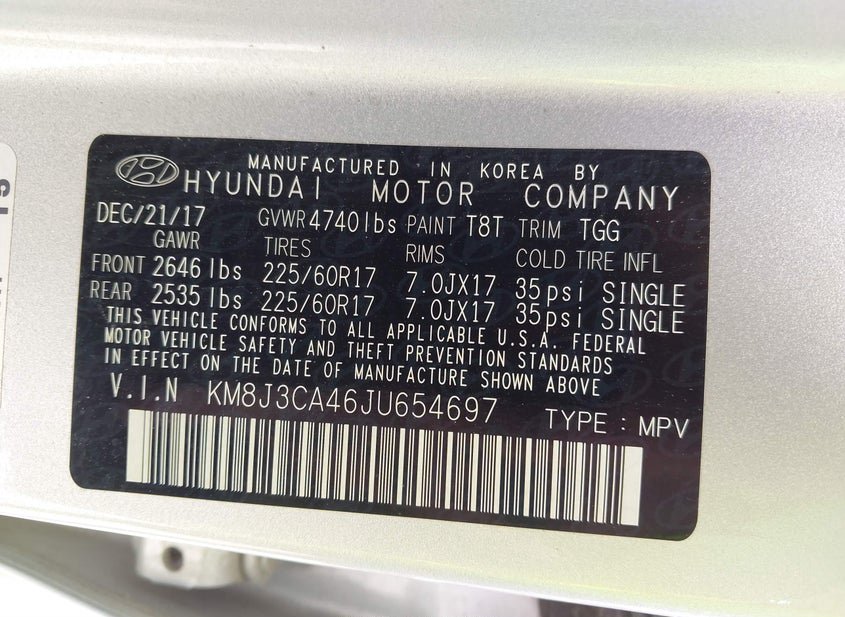 MANUFACTURED IN KOREA BY
HYUNDAI MOTOR COMPANY
DEC/21/17 GVWR 4740lbs PAINT T8T TRIM TGG
GAWR TIRES RIMS COLD TIRE INFL
FRONT 2646 lbs 225/60R17 7.0JX17 35psi SINGLE
REAR 2535 lbs 225/60R17 7.0JX17 35psi SINGLE
THIS VEHICLE CONFORMS TO ALL APPLICABLE U.S.A. FEDERAL
MOTOR VEHICLE SAFETY AND THEFT PREVENTION STANDARDS
IN EFFECT ON THE DATE OF MANUFACTURE SHOWN ABOVE
V.I.N KM8J3CA46JU654697 TYPE : MPV